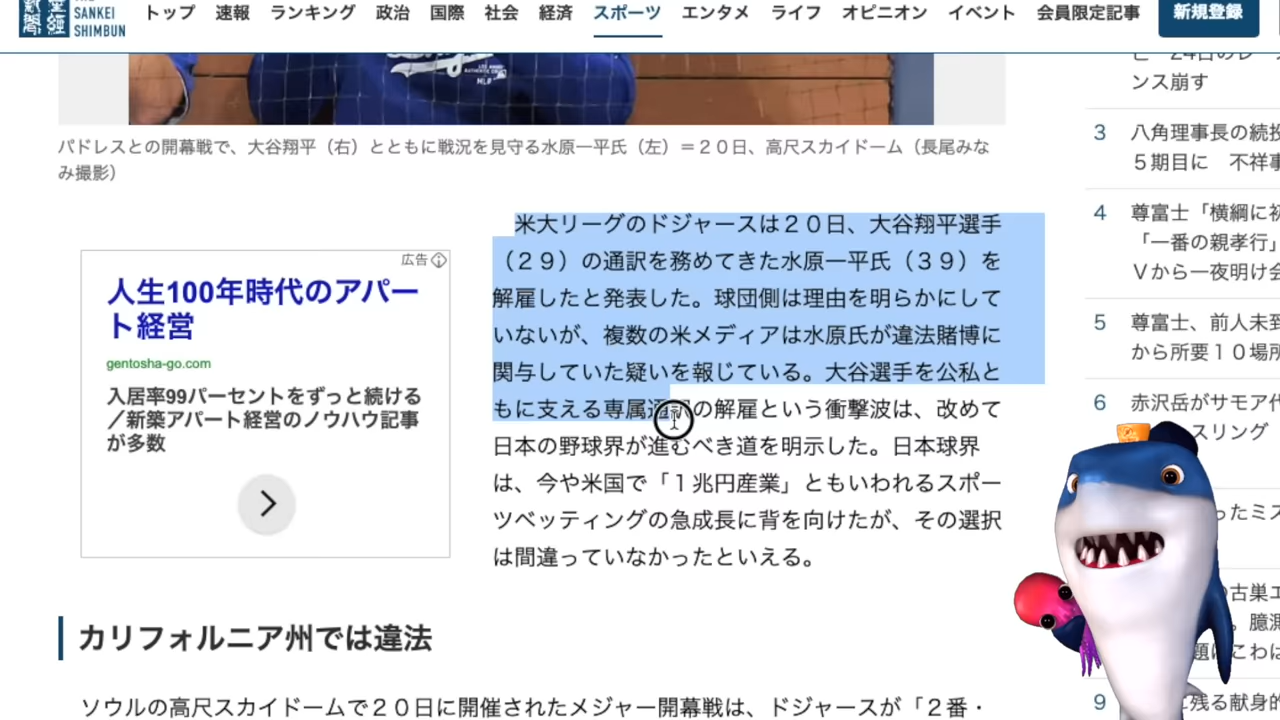 SANKEI
SHIMBUN
トップ 速報 ランキング 政治 国際 社会 経済 スポーツ エンタメ ライフ オピニオン イベント 会員限定記事 新規登録
パドレスとの開幕戦で、大谷翔平（右）とともに戦況を見守る水原一平氏（左）＝２０日、高尺スカイドーム（長尾みな
み撮影）
広告
人生100年時代のアパー
ト経営
gentosha-go.com
入居率99パーセントをずっと続ける
／新築アパート経営のノウハウ記事
が多数
米大リーグのドジャースは２０日、大谷翔平選手
（２９）の通訳を務めてきた水原一平氏（３９）を
解雇したと発表した。球団側は理由を明らかにして
いないが、複数の米メディアは水原氏が違法賭博に
関与していた疑いを報じている。大谷選手を公私と
もに支える専属通訳の解雇という衝撃波は、改めて
日本の野球界が進むべき道を明示した。日本球界
は、今や米国で「１兆円産業」ともいわれるスポー
ツベッティングの急成長に背を向けたが、その選択
は間違っていなかったといえる。
カリフォルニア州では違法
ソウルの高尺スカイドームで２０日に開催されたメジャー開幕戦は、ドジャースが「２番・
ンス崩す
3 八角理事長の続投
５期目に 不祥事
4 尊富士「横綱に初
「一番の親孝行」
Ｖから一夜明け会
5 尊富士、前人未到
から所要１０場所
6 赤沢岳がサモア代
スリング
ったミス
の古巣エ
9 に残る献身的